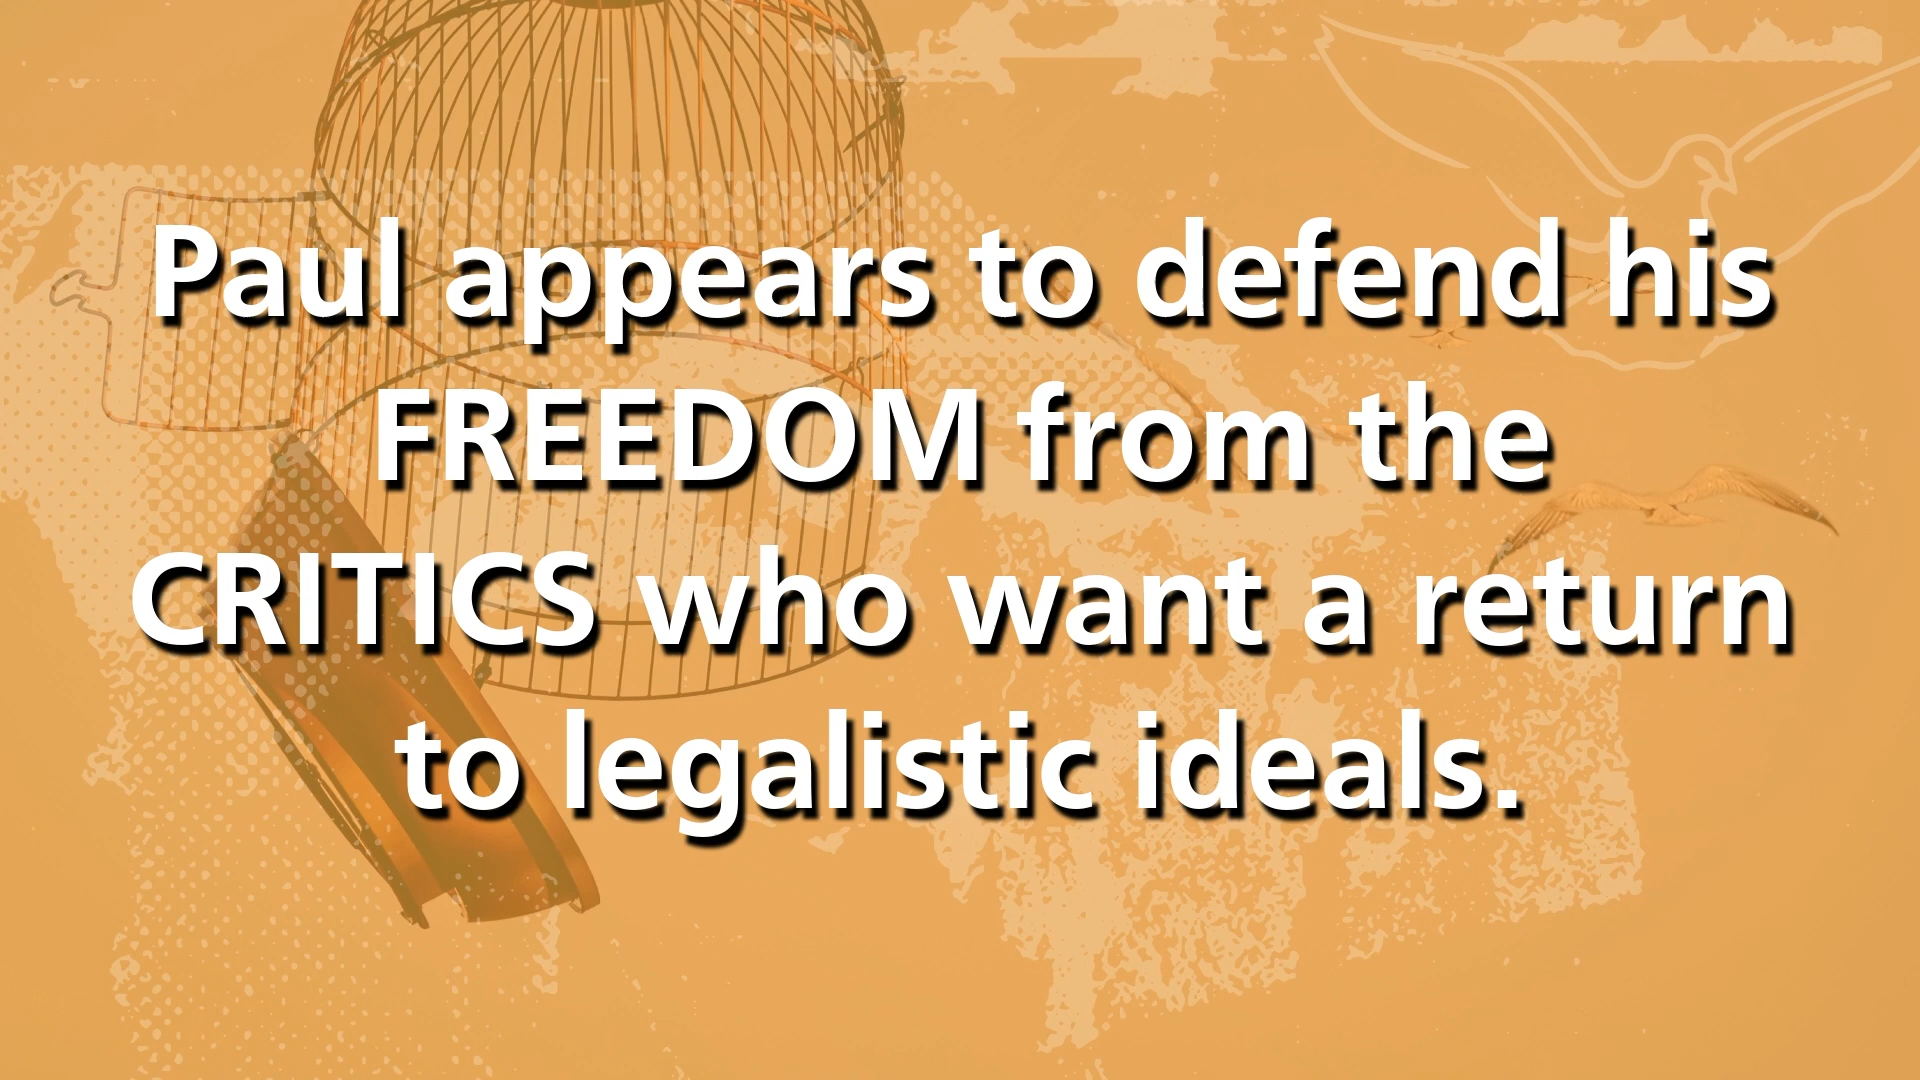 Paul appears to defend his
FREEDOM from the
CRITICS who want a return
to legalistic ideals.